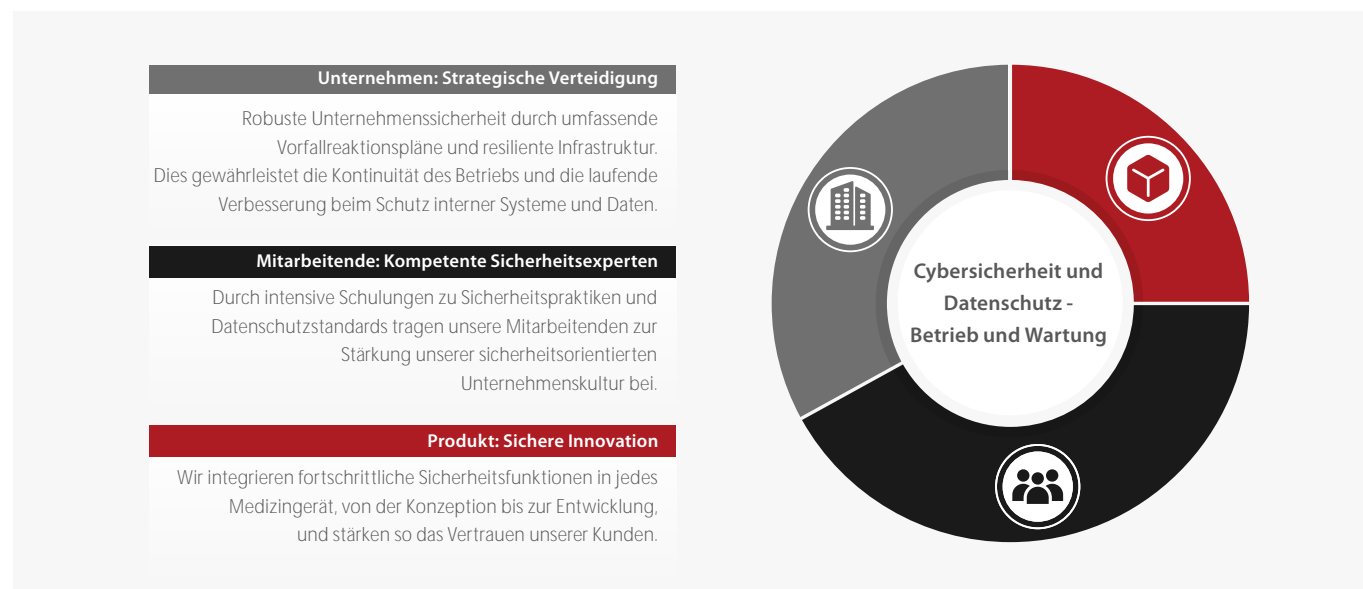 Unternehmen: Strategische Verteidigung
Robuste Unternehmenssicherheit durch umfassende
Vorfallreaktionspläne und resiliente Infrastruktur.
Dies gewährleistet die Kontinuität des Betriebs und die laufende
Verbesserung beim Schutz interner Systeme und Daten.
Mitarbeitende: Kompetente Sicherheitsexperten
Durch intensive Schulungen zu Sicherheitspraktiken und
Datenschutzstandards tragen unsere Mitarbeitenden zur
Stärkung unserer sicherheitsorientierten
Unternehmenskultur bei.
Produkt: Sichere Innovation
Wir integrieren fortschrittliche Sicherheitsfunktionen in jedes
Medizingerät, von der Konzeption bis zur Entwicklung,
und stärken so das Vertrauen unserer Kunden.
Cybersicherheit und
Datenschutz -
Betrieb und Wartung